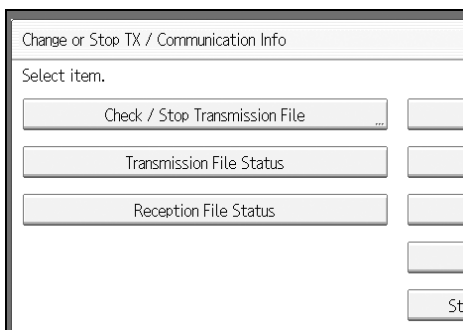 Change or Stop TX / Communication Info
Select item.
Check / Stop Transmission File ...
Transmission File Status
Reception File Status